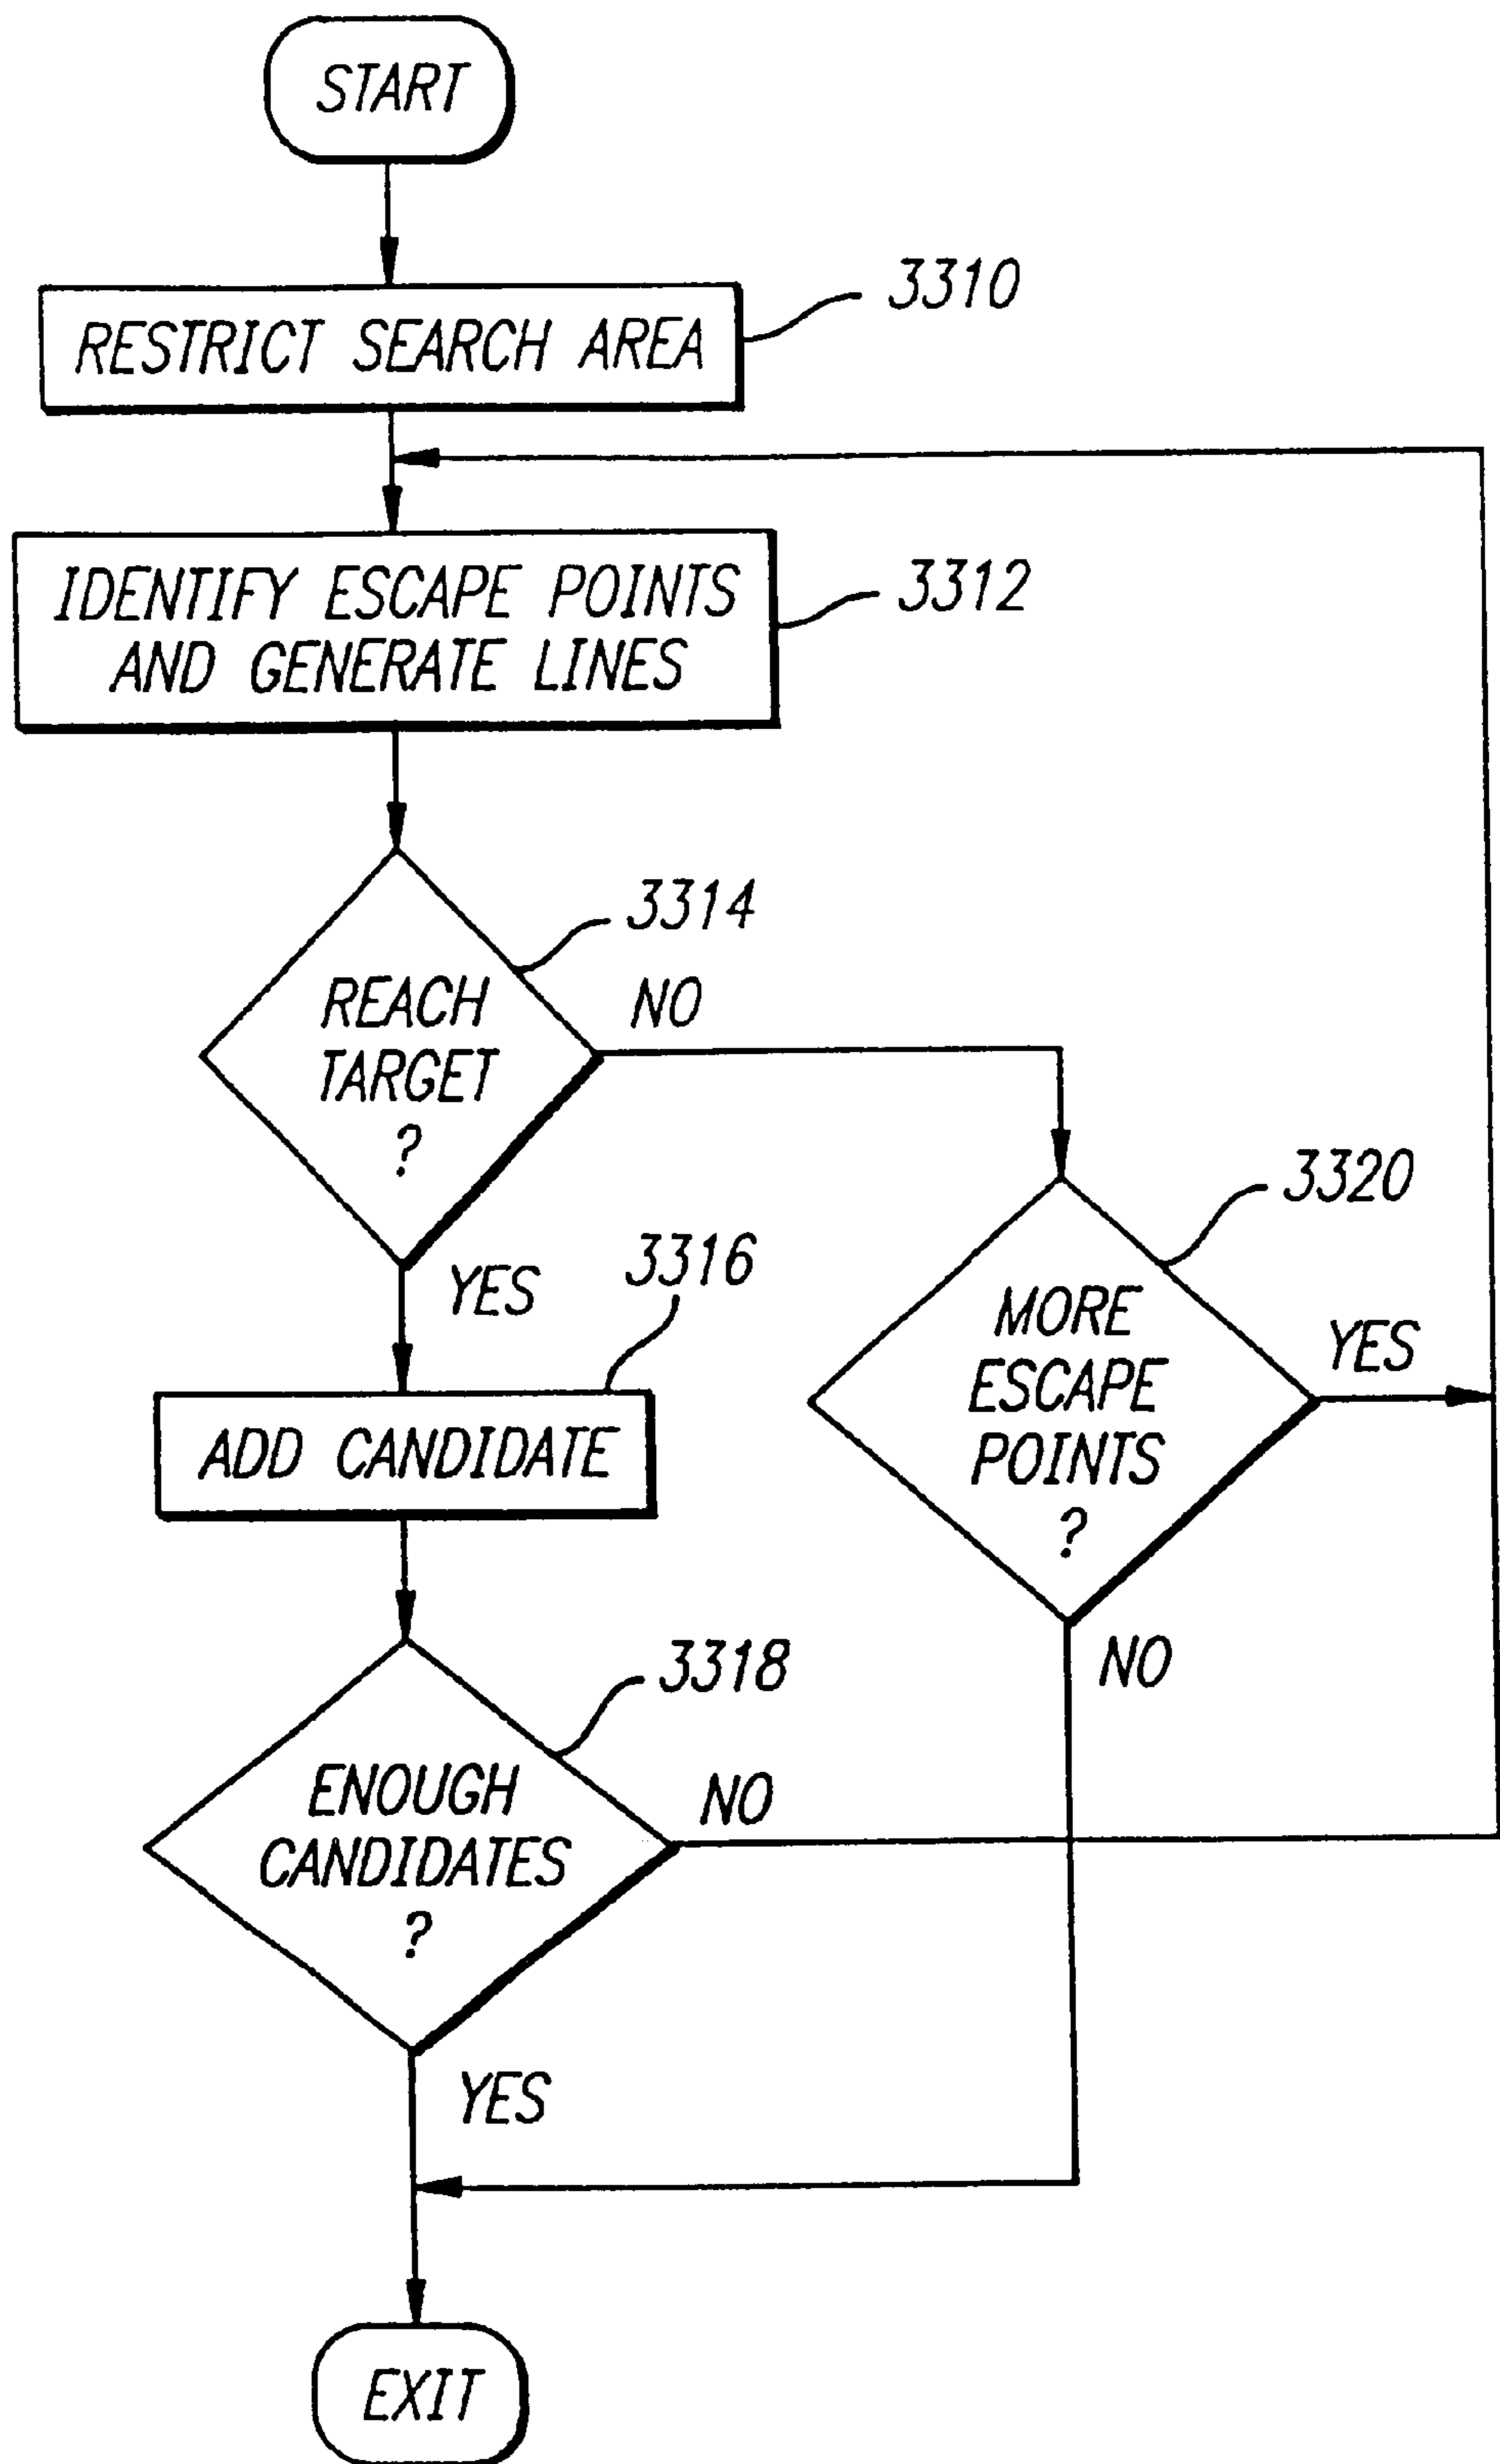 START
3310
RESTRICT SEARCH AREA
3312
IDENTIFY ESCAPE POINTS
AND GENERATE LINES
3314
REACH
TARGET
?
NO
YES
3316
ADD CANDIDATE
3320
MORE
ESCAPE
POINTS
?
YES
NO
3318
ENOUGH
CANDIDATES
?
NO
YES
EXIT